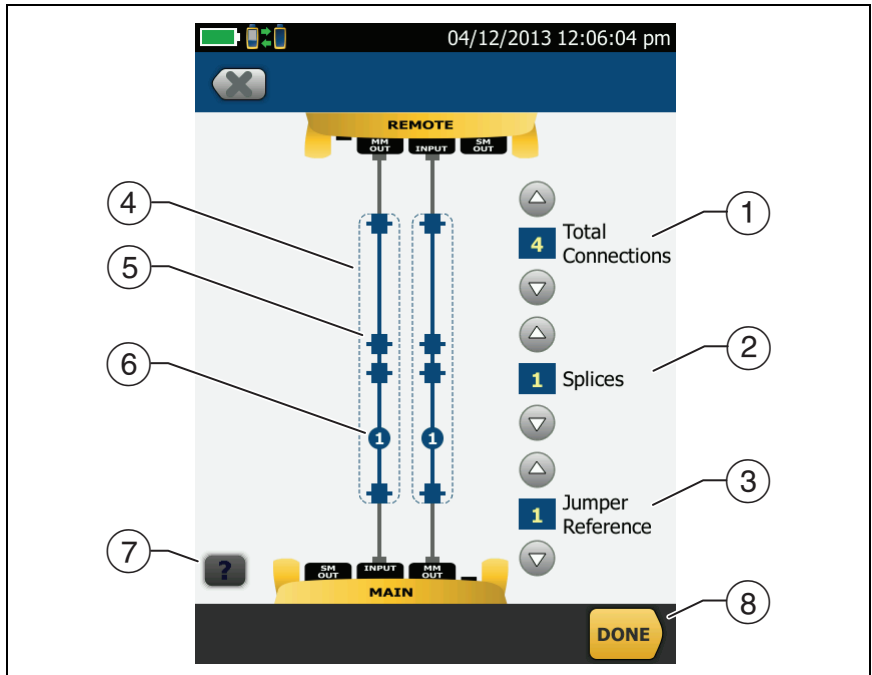 04/12/2013 12:06:04 pm
REMOTE
MM OUT
INPUT
SM OUT
4
Total
Connections
1
4
5
1
Splices
2
6
1
1
1
Jumper
Reference
3
7
?
SM OUT
INPUT
MM OUT
MAIN
8
DONE